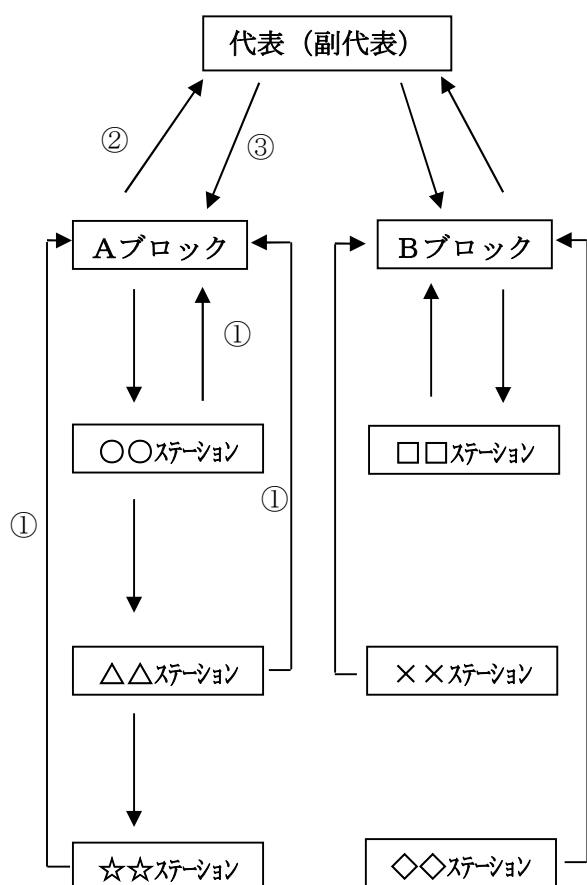 代表（副代表）
②
③
Ａブロック
Ｂブロック
①
○○ステーション
□□ステーション
①
①
△△ステーション
××ステーション
☆☆ステーション
◇◇ステーション